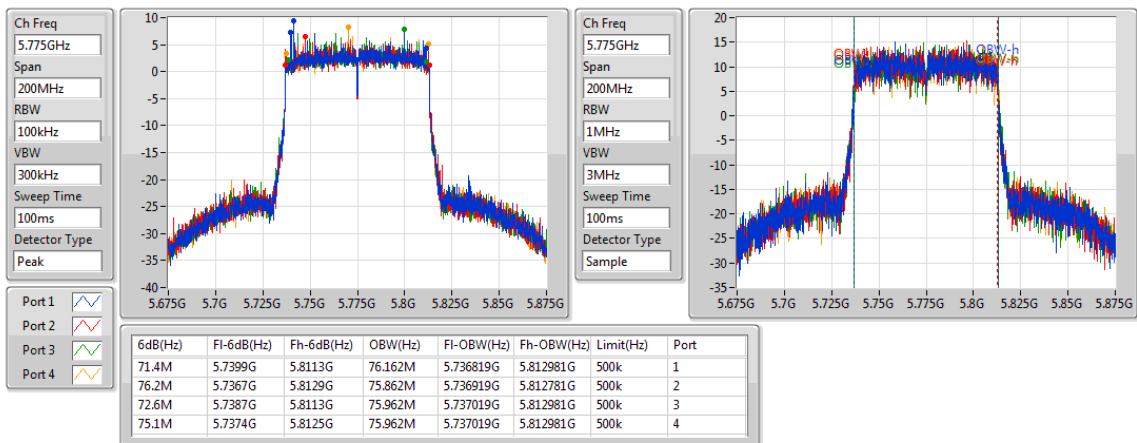 Ch Freq
5.775GHz
Span
200MHz
RBW
100kHz
VBW
300kHz
Sweep Time
100ms
Detector Type
Peak
10
5
0
-5
-10
-15
-20
-25
-30
-35
-40
5.675G 5.7G 5.725G 5.75G 5.775G 5.8G 5.825G 5.85G 5.875G
Ch Freq
5.775GHz
Span
200MHz
RBW
1MHz
VBW
3MHz
Sweep Time
100ms
Detector Type
Sample
20
15
10
5
0
-5
-10
-15
-20
-25
-30
-35
OBW-h
OBW-h
5.675G 5.7G 5.725G 5.75G 5.775G 5.8G 5.825G 5.85G 5.875G
Port 1
Port 2
Port 3
Port 4
6dB(Hz) Fl-6dB(Hz) Fh-6dB(Hz) OBW(Hz) Fl-OBW(Hz) Fh-OBW(Hz) Limit(Hz) Port
71.4M 5.7399G 5.8113G 76.162M 5.736819G 5.812981G 500k 1
76.2M 5.7367G 5.8129G 75.862M 5.736919G 5.812781G 500k 2
72.6M 5.7387G 5.8113G 75.962M 5.737019G 5.812981G 500k 3
75.1M 5.7374G 5.8125G 75.962M 5.737019G 5.812981G 500k 4